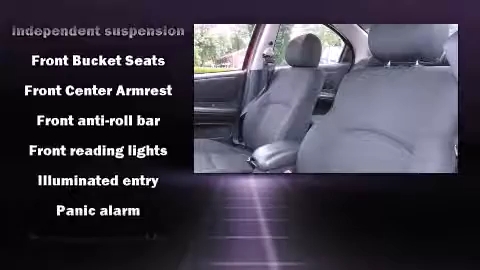 independent suspension
Front Bucket Seats
Front Center Armrest
Front anti-roll bar
Front reading lights
Illuminated entry
Panic alarm